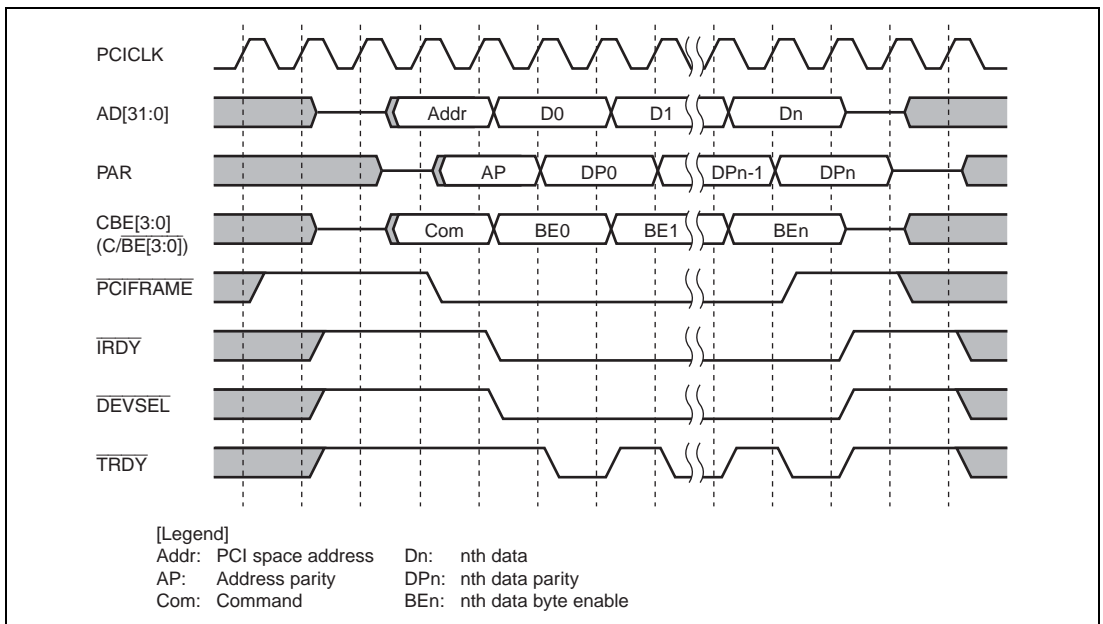 PCICLK
AD[31:0] Addr D0 D1 Dn
PAR AP DP0 DPn-1 DPn
CBE[3:0]
(C/BE[3:0]) Com BE0 BE1 BEn
PCIFRAME
IRDY
DEVSEL
TRDY
[Legend]
Addr: PCI space address Dn: nth data
AP: Address parity DPn: nth data parity
Com: Command BEn: nth data byte enable